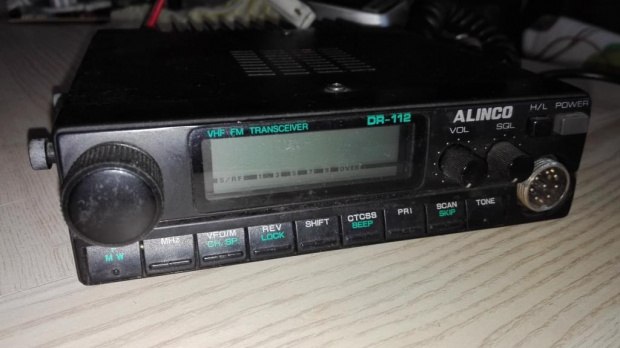 VHF FM TRANSCEIVER DR-112
ALINCO
VOL SQL H/L POWER
F
M W
MHz
VFO/M
CH.SP
REV
LOCK
SHIFT
CTCSS
BEEP
PRI
SCAN
SKIP
TONE